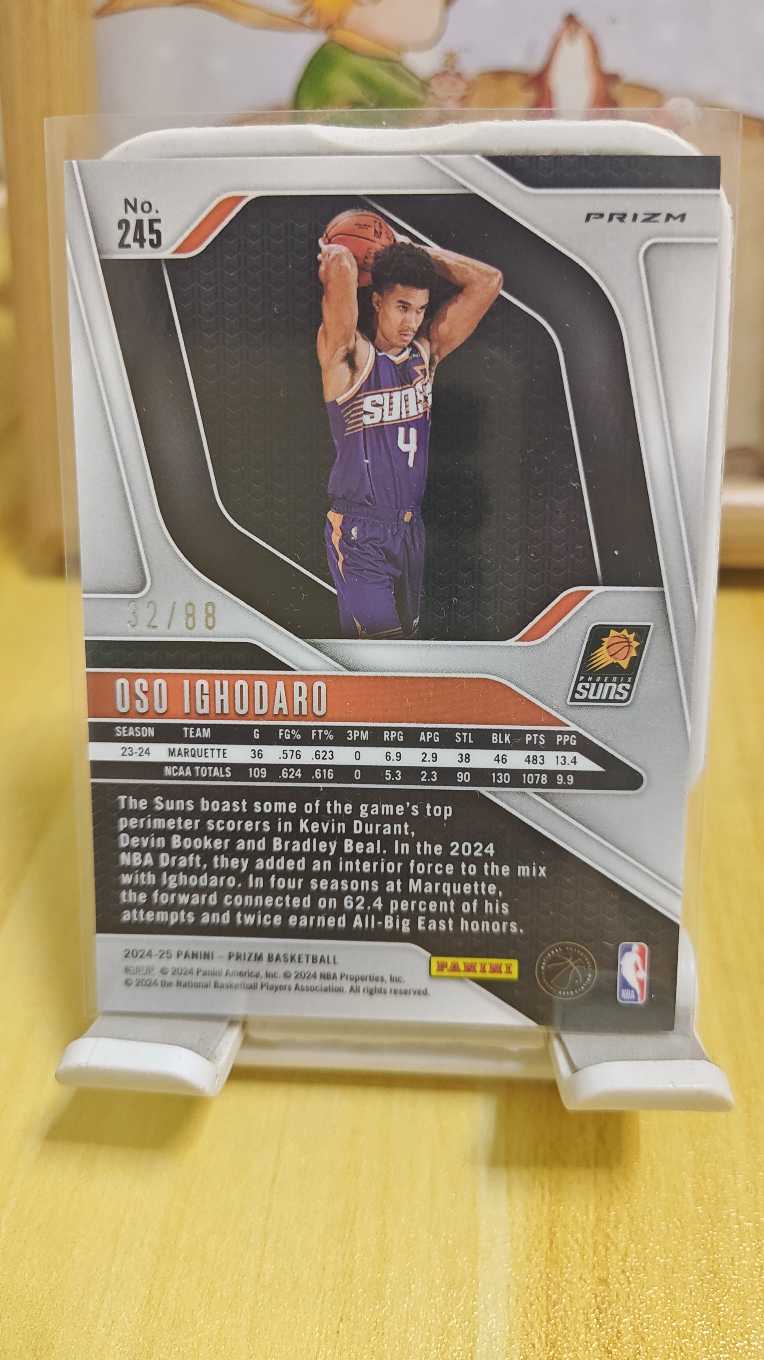 No.
245
PRIZM
SUNS
4
32/88
PHOENIX
SUNS
OSO IGHODARO
SEASON TEAM G FG% FT% 3PM RPG APG STL BLK PTS PPG
23-24 MARQUETTE 36 .576 .623 0 6.9 2.9 38 46 483 13.4
NCAA TOTALS 109 .624 .616 0 5.3 2.3 90 130 1078 9.9
The Suns boast some of the game's top
perimeter scorers in Kevin Durant,
Devin Booker and Bradley Beal. In the 2024
NBA Draft, they added an interior force to the mix
with Ighodaro. In four seasons at Marquette,
the forward connected on 62.4 percent of his
attempts and twice earned All-Big East honors.
2024-25 PANINI – PRIZM BASKETBALL
© 2024 Panini America, Inc. © 2024 NBA Properties, Inc.
© 2024 the National Basketball Players Association. All rights reserved.
PANINI
NBA